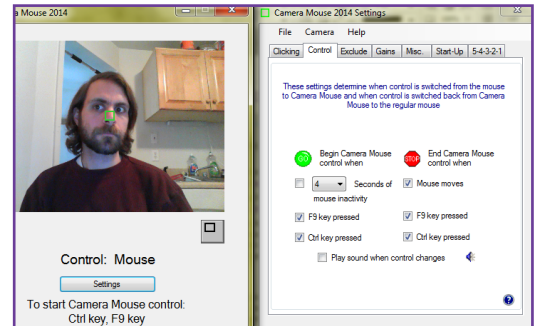 a Mouse 2014
Control: Mouse
Settings
To start Camera Mouse control:
Ctrl key, F9 key
Camera Mouse 2014 Settings
File Camera Help
Clicking Control Exclude Gains Misc. Start-Up 5-4-3-2-1
These settings determine when control is switched from the mouse
to Camera Mouse and when control is switched back from Camera
Mouse to the regular mouse
GO Begin Camera Mouse
control when
STOP End Camera Mouse
control when
4 Seconds of
mouse inactivity
Mouse moves
F9 key pressed
F9 key pressed
Ctrl key pressed
Ctrl key pressed
Play sound when control changes